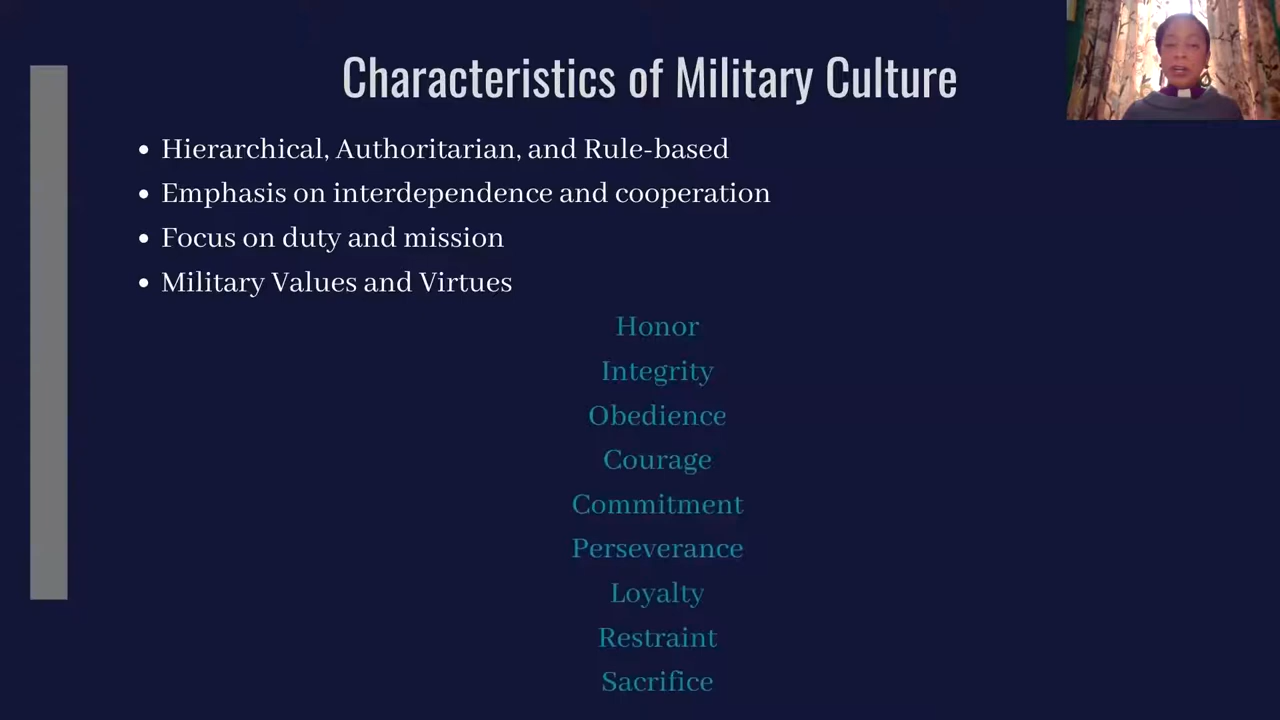 Characteristics of Military Culture
• Hierarchical, Authoritarian, and Rule-based
• Emphasis on interdependence and cooperation
• Focus on duty and mission
• Military Values and Virtues
Honor
Integrity
Obedience
Courage
Commitment
Perseverance
Loyalty
Restraint
Sacrifice